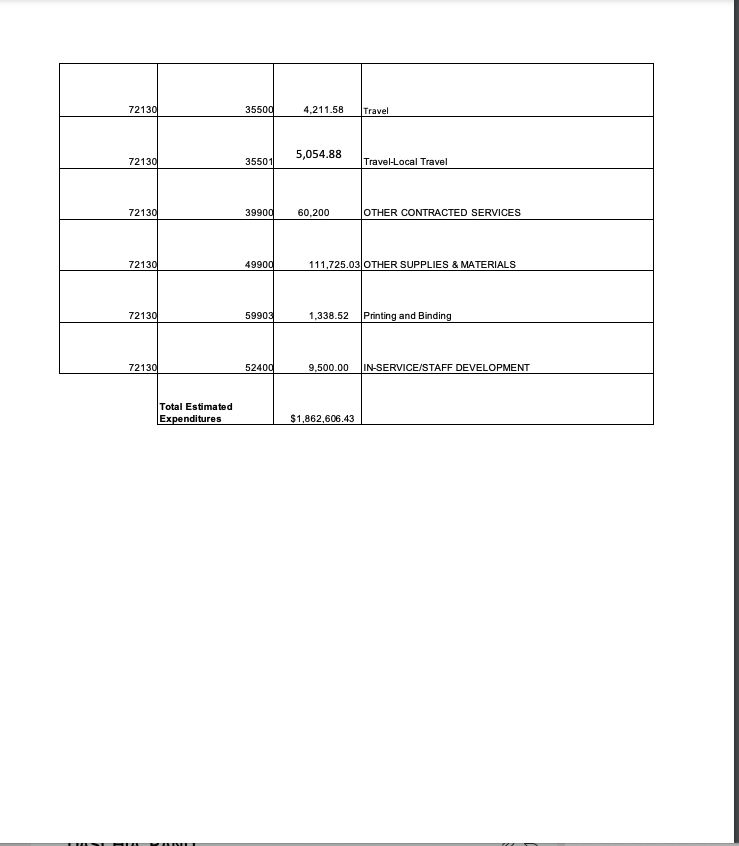 72130 35500 4,211.58 Travel
72130 35501 5,054.88 Travel-Local Travel
72130 39900 60,200 OTHER CONTRACTED SERVICES
72130 49900 111,725.03 OTHER SUPPLIES & MATERIALS
72130 59903 1,338.52 Printing and Binding
72130 52400 9,500.00 IN-SERVICE/STAFF DEVELOPMENT
Total Estimated
Expenditures $1,862,606.43